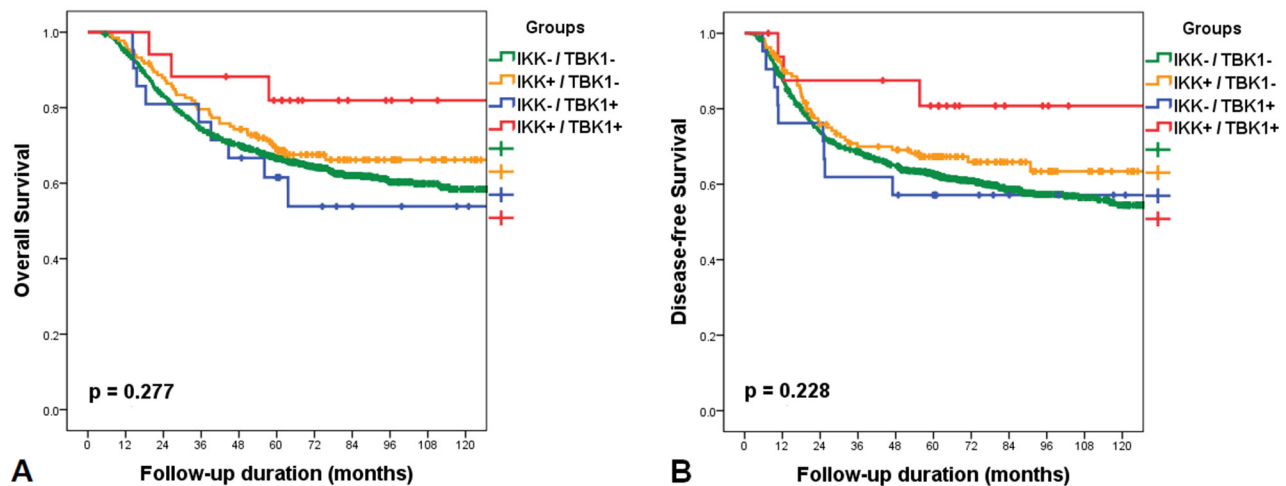 Groups
IKK- / TBK1-
IKK+ / TBK1-
IKK- / TBK1+
IKK+ / TBK1+
Overall Survival
1.0
0.8
0.6
0.4
0.2
0.0
p = 0.277
0 12 24 36 48 60 72 84 96 108 120
Follow-up duration (months)
A
Groups
IKK- / TBK1-
IKK+ / TBK1-
IKK- / TBK1+
IKK+ / TBK1+
Disease-free Survival
1.0
0.8
0.6
0.4
0.2
0.0
p = 0.228
0 12 24 36 48 60 72 84 96 108 120
Follow-up duration (months)
B